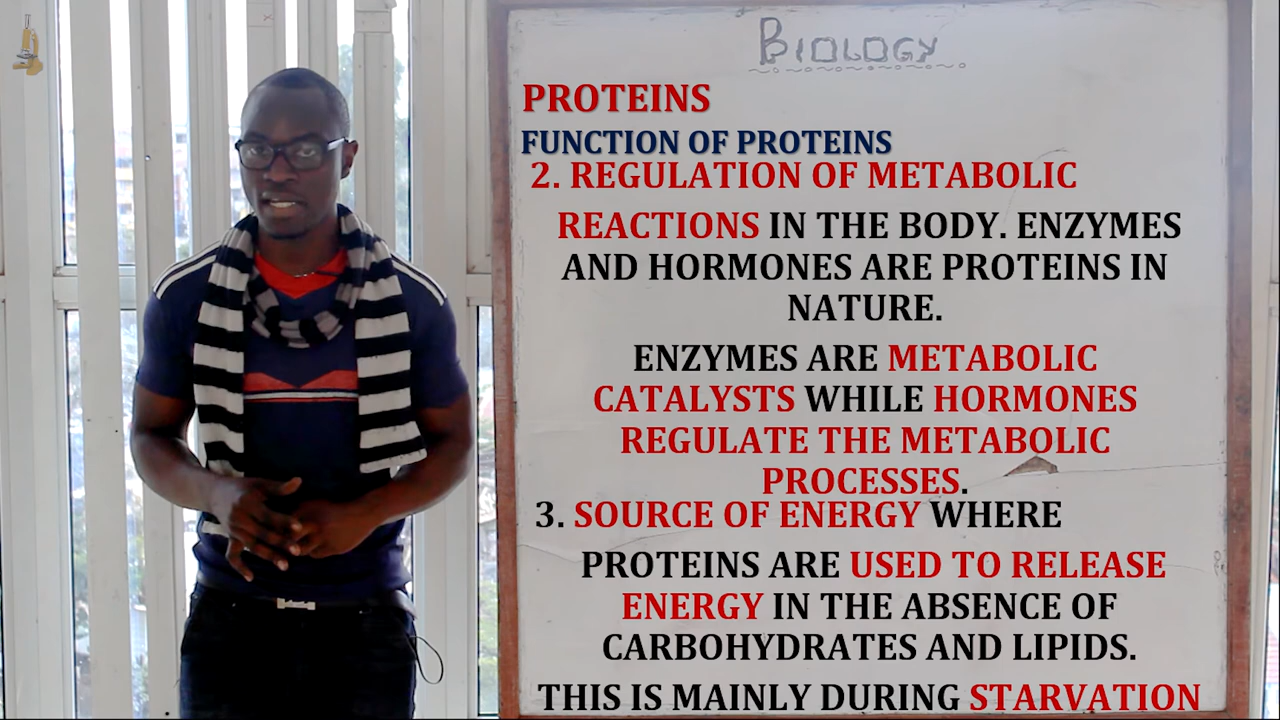 BIOLOGY
PROTEINS
FUNCTION OF PROTEINS
2. REGULATION OF METABOLIC
REACTIONS IN THE BODY. ENZYMES
AND HORMONES ARE PROTEINS IN
NATURE.
ENZYMES ARE METABOLIC
CATALYSTS WHILE HORMONES
REGULATE THE METABOLIC
PROCESSES.
3. SOURCE OF ENERGY WHERE
PROTEINS ARE USED TO RELEASE
ENERGY IN THE ABSENCE OF
CARBOHYDRATES AND LIPIDS.
THIS IS MAINLY DURING STARVATION